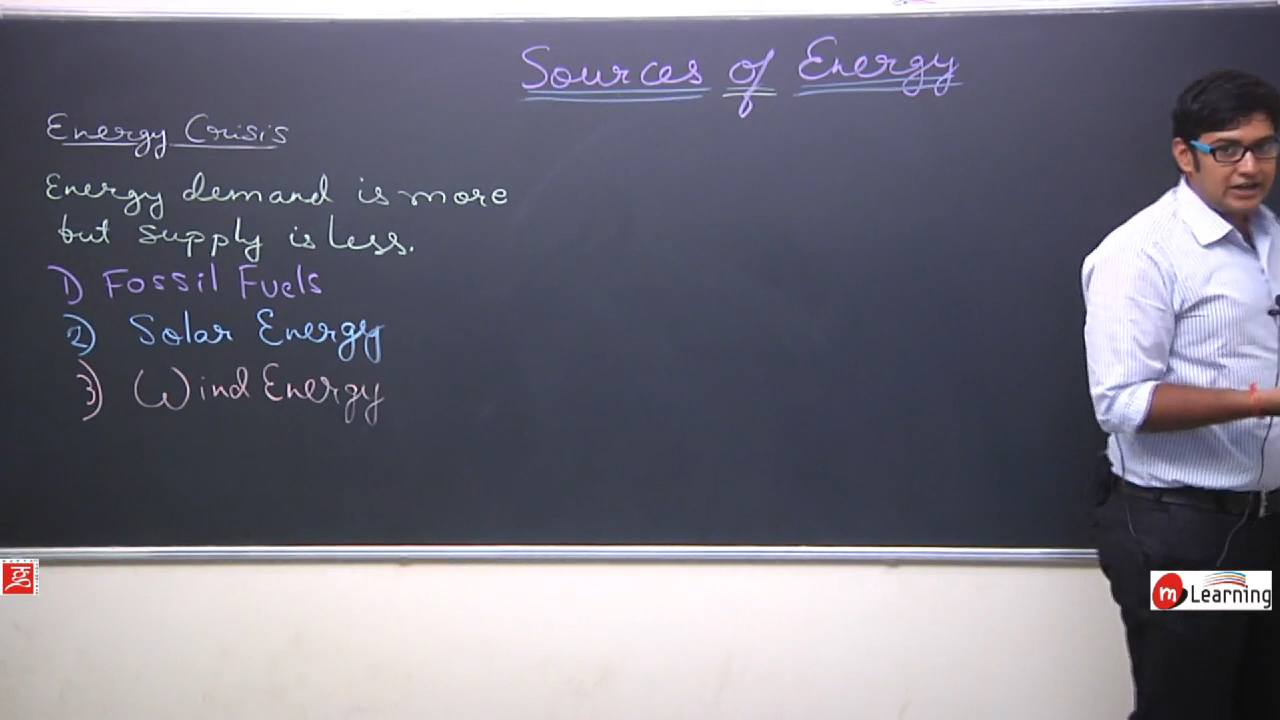 Sources of Energy
Energy Crisis
Energy demand is more
but supply is less.
1) Fossil Fuels
2) Solar Energy
3) Wind Energy
m Learning